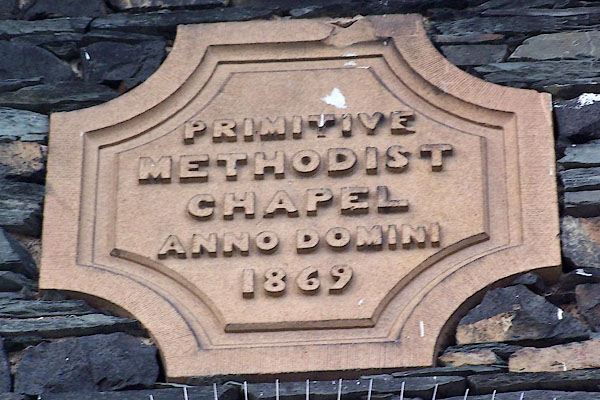 PRIMITIVE
METHODIST
CHAPEL
ANNO DOMINI
1869